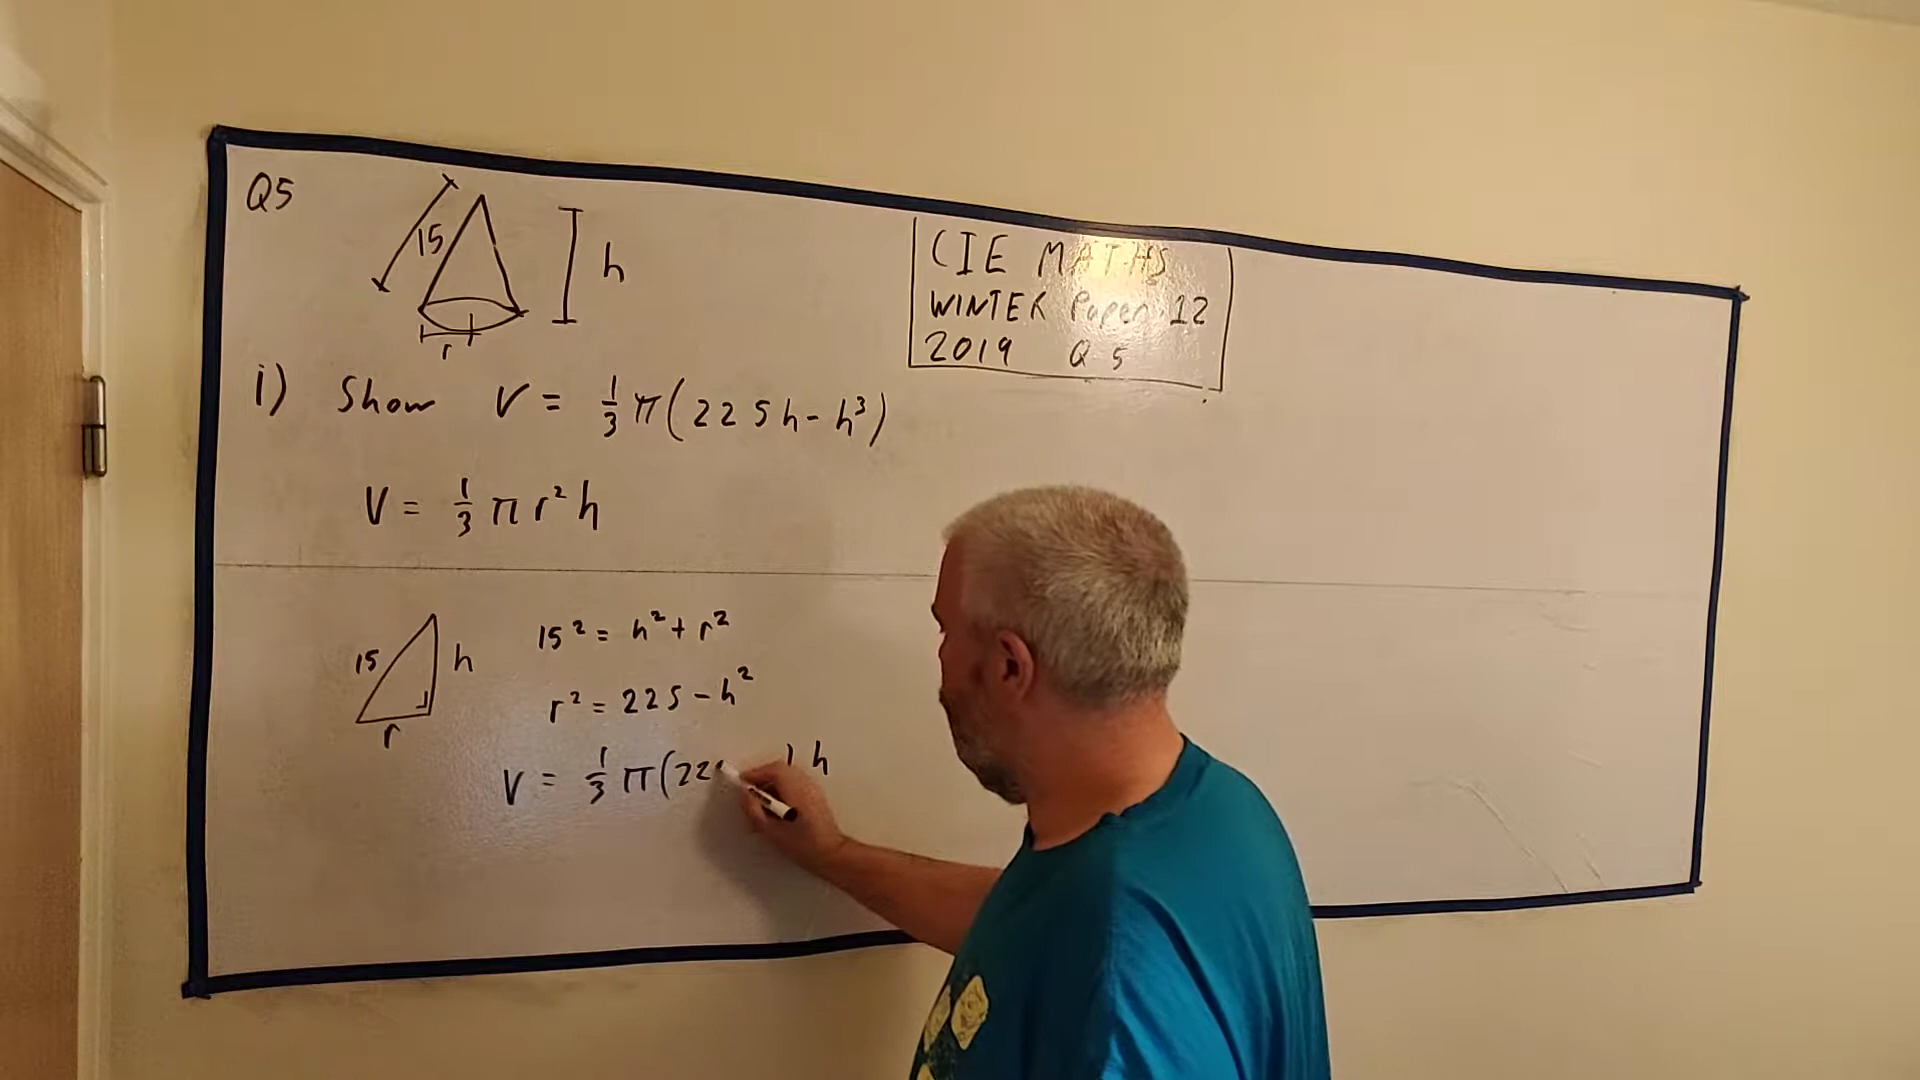 Q5
15
h
r
CIE MATHS
WINTER Paper 12
2019 Q 5
i) Show V = 1/3 π(225h - h³)
V = 1/3 π r² h
15
h
r
15² = h² + r²
r² = 225 - h²
V = 1/3 π(22 ) h